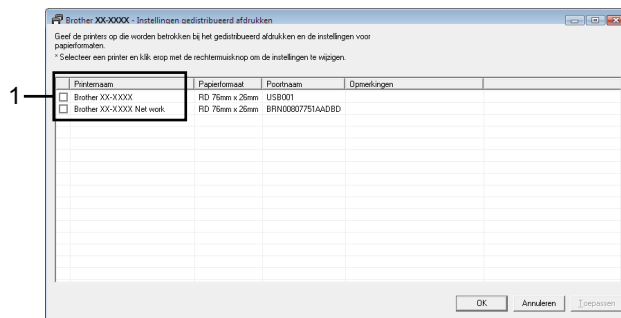 Brother XX-XXXX - Instellingen gedistribueerd afdrukken
Geef de printers op die worden betrokken bij het gedistribueerd afdrukken en de instellingen voor
papierformaten.
* Selecteer een printer en klik erop met de rechtermuisknop om de instellingen te wijzigen.
1
Printernaam Papierformaat Poortnaam Opmerkingen
Brother XX-XXXX RD 76mm x 26mm USB001
Brother XX-XXXX Net work RD 76mm x 26mm BRN00807751AADBD
OK Annuleren Toepassen